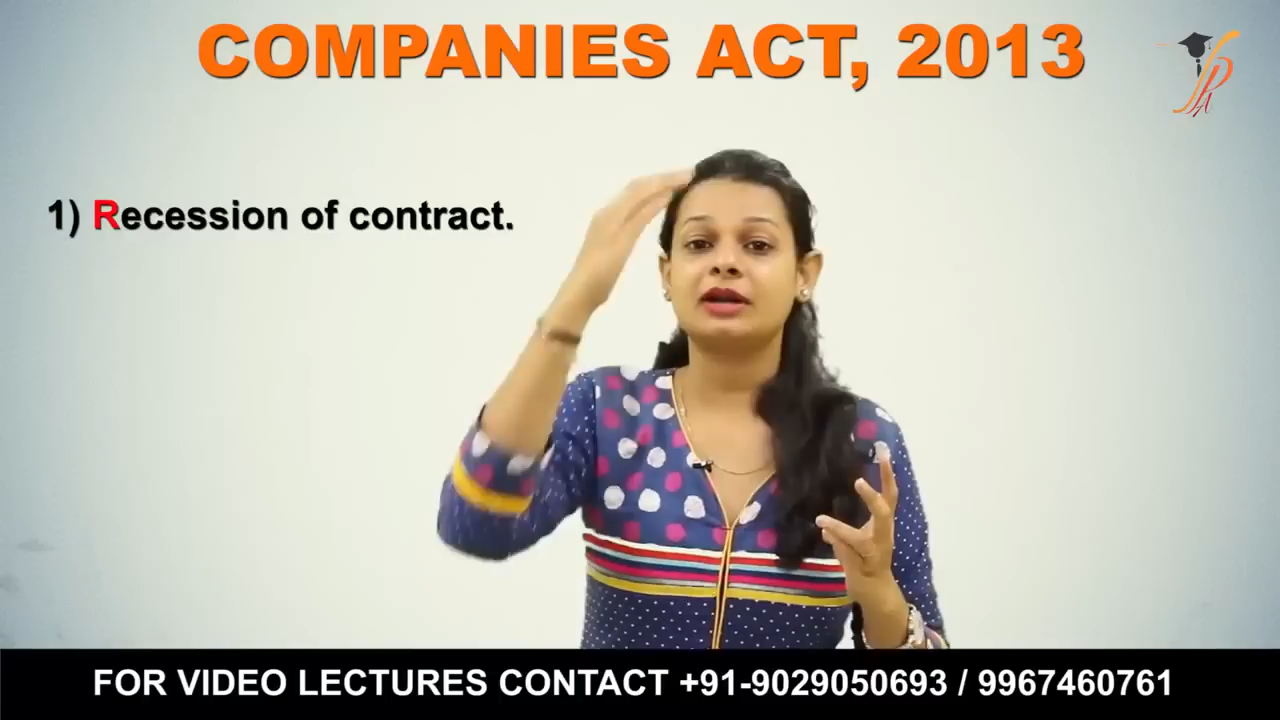 COMPANIES ACT, 2013
1) Recession of contract.
FOR VIDEO LECTURES CONTACT +91-9029050693 / 9967460761